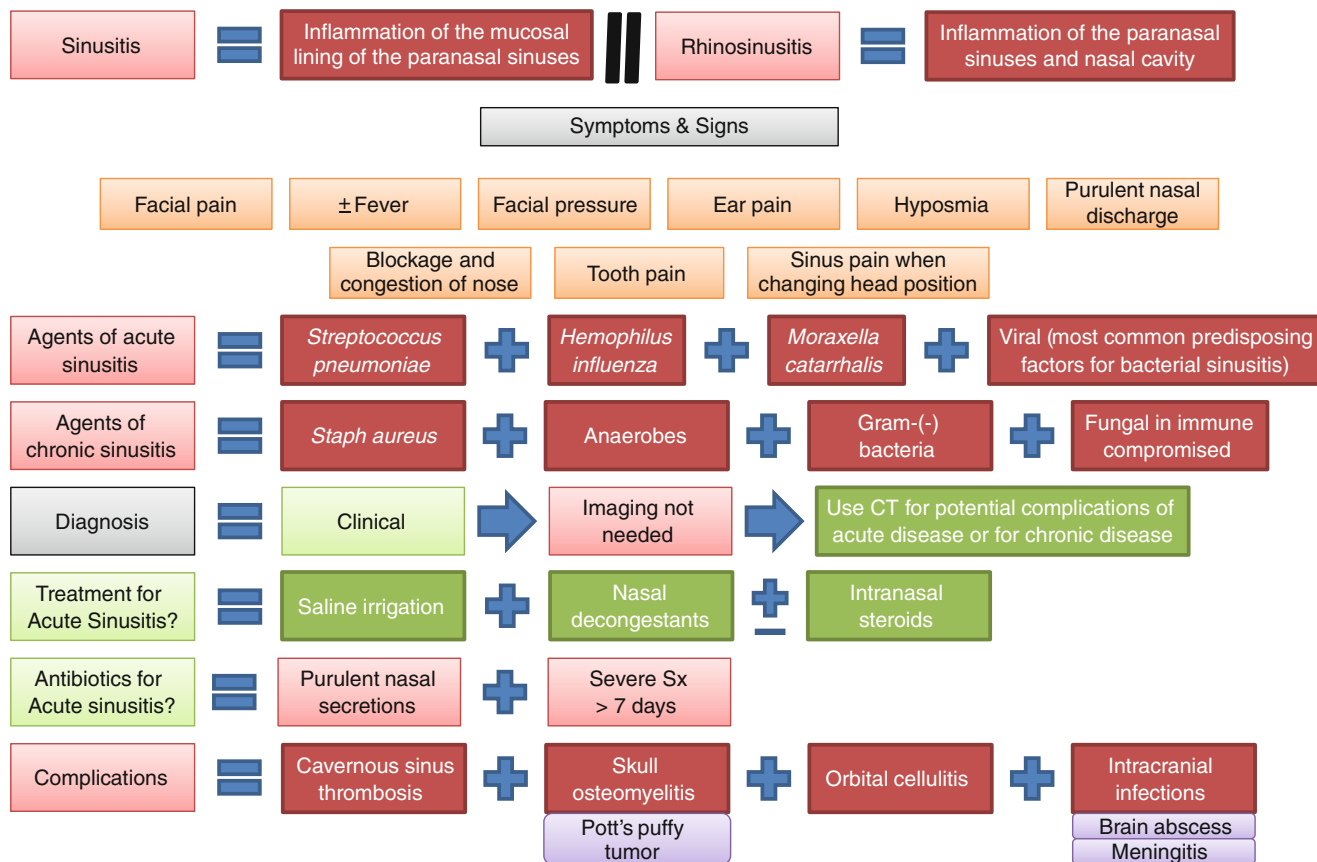 Sinusitis
Inflammation of the mucosal
lining of the paranasal sinuses
Rhinosinusitis
Inflammation of the paranasal
sinuses and nasal cavity
Symptoms & Signs
Facial pain
± Fever
Facial pressure
Ear pain
Hyposmia
Purulent nasal
discharge
Blockage and
congestion of nose
Tooth pain
Sinus pain when
changing head position
Agents of acute
sinusitis
Streptococcus
pneumoniae
Hemophilus
influenza
Moraxella
catarrhalis
Viral (most common predisposing
factors for bacterial sinusitis)
Agents of
chronic sinusitis
Staph aureus
Anaerobes
Gram-(-)
bacteria
Fungal in immune
compromised
Diagnosis
Clinical
Imaging not
needed
Use CT for potential complications of
acute disease or for chronic disease
Treatment for
Acute Sinusitis?
Saline irrigation
Nasal
decongestants
Intranasal
steroids
Antibiotics for
Acute sinusitis?
Purulent nasal
secretions
Severe Sx
> 7 days
Complications
Cavernous sinus
thrombosis
Skull
osteomyelitis
Pott's puffy
tumor
Orbital cellulitis
Intracranial
infections
Brain abscess
Meningitis